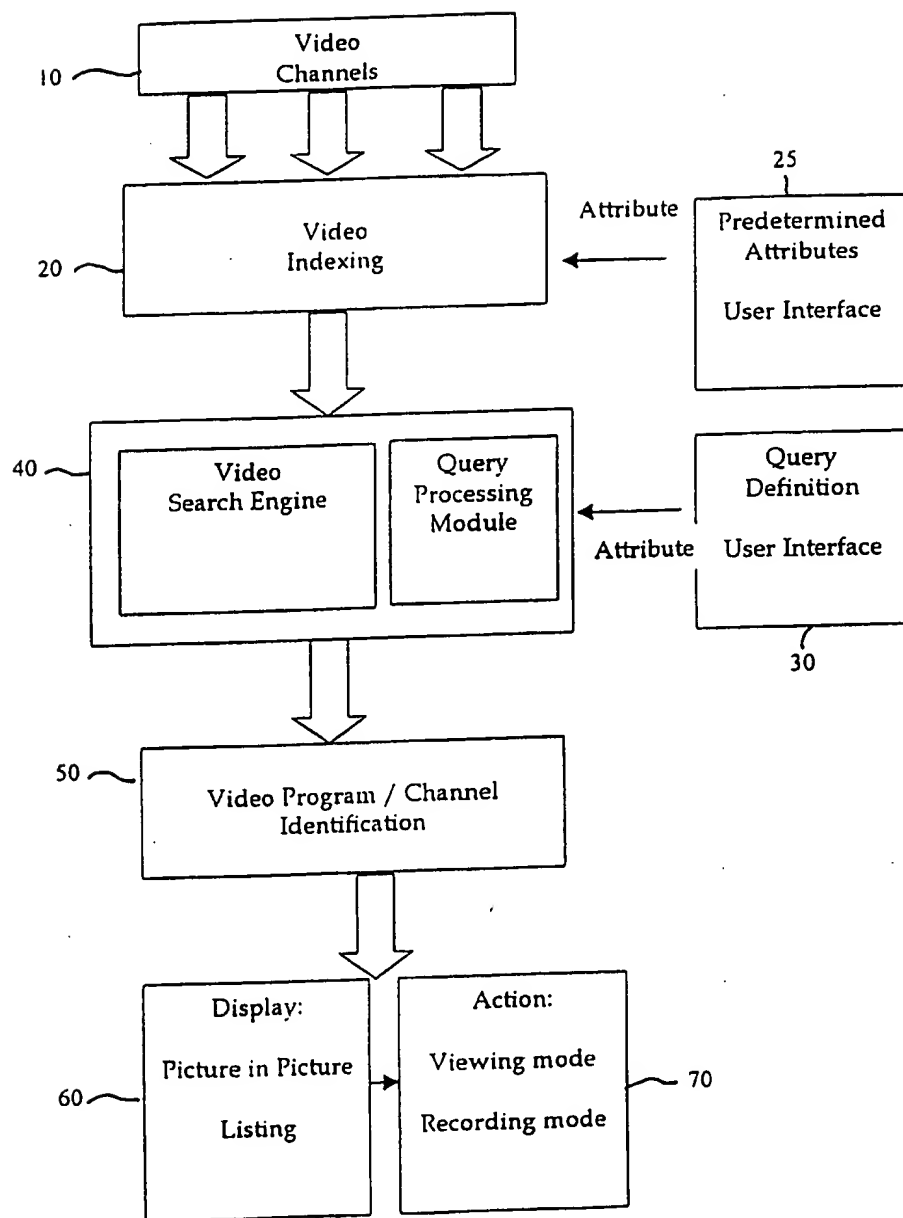 10
Video
Channels
25
Attribute
Predetermined
Attributes
User Interface
20
Video
Indexing
40
Video
Search Engine
Query
Processing
Module
Attribute
Query
Definition
User Interface
30
50
Video Program / Channel
Identification
60
Display:
Picture in Picture
Listing
Action:
Viewing mode
Recording mode
70